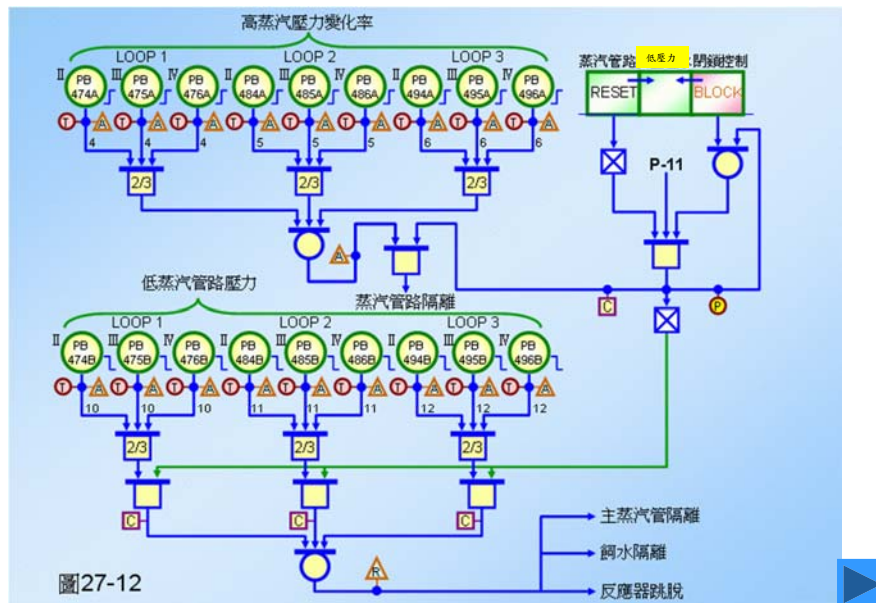 高蒸汽壓力變化率
LOOP 1 LOOP 2 LOOP 3
II III IV II III IV II III IV
PB 474A PB 475A PB 476A PB 484A PB 485A PB 486A PB 494A PB 495A PB 496A
T A T A T A T A T A T A T A T A T A
4 4 4 5 5 5 6 6 6
2/3 2/3 2/3
蒸汽管路 低壓力 閉鎖控制
RESET BLOCK
P-11
A
蒸汽管路隔離
C P
低蒸汽管路壓力
LOOP 1 LOOP 2 LOOP 3
II III IV II III IV II III IV
PB 474B PB 475B PB 476B PB 484B PB 485B PB 486B PB 494B PB 495B PB 496B
T A T A T A T A T A T A T A T A T A
10 10 10 11 11 11 12 12 12
2/3 2/3 2/3
C C C
主蒸汽管隔離
飼水隔離
R
反應器跳脫
圖27-12